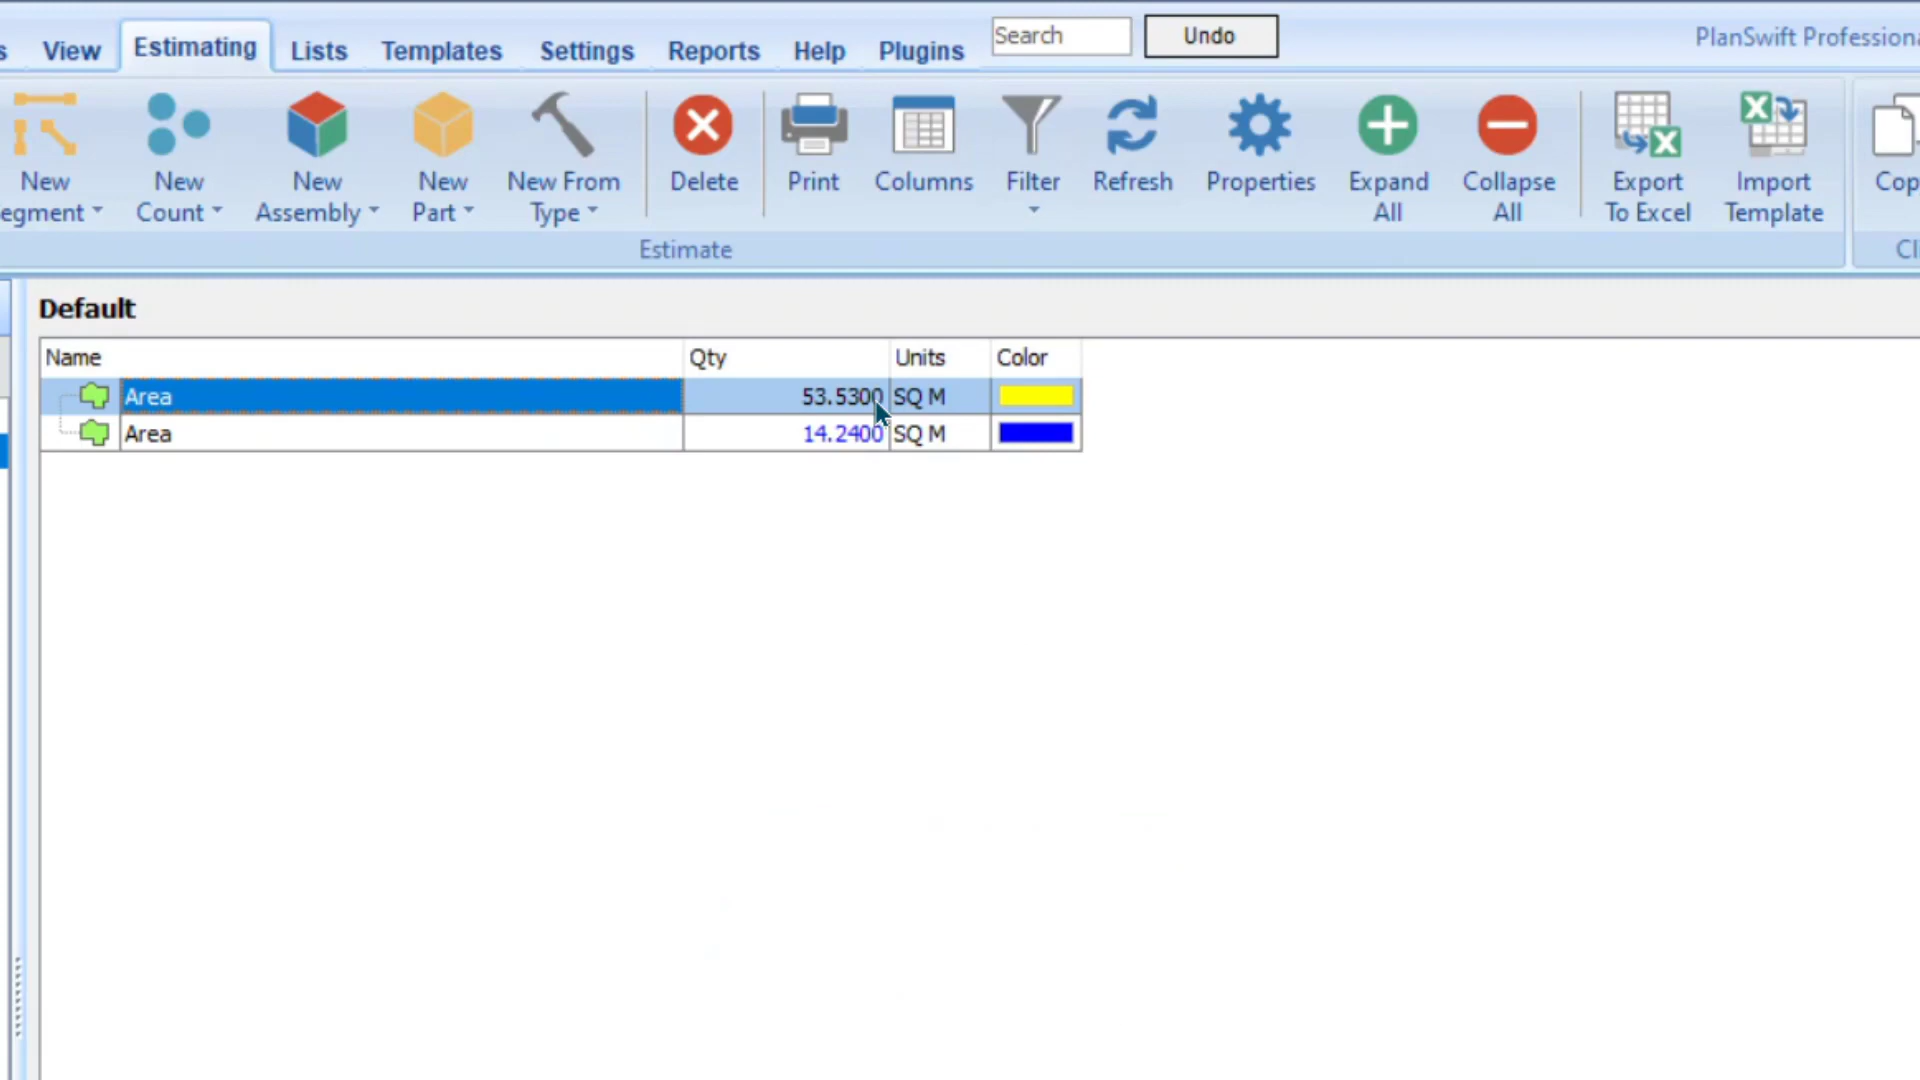 s View Estimating Lists Templates Settings Reports Help Plugins Search Undo PlanSwift Professiona
New egment New Count New Assembly New Part New From Type Delete Print Columns Filter Refresh Properties Expand All Collapse All Export To Excel Import Template Cop
Estimate Cli
Default
Name Qty Units Color
Area 53.5300 SQ M
Area 14.2400 SQ M